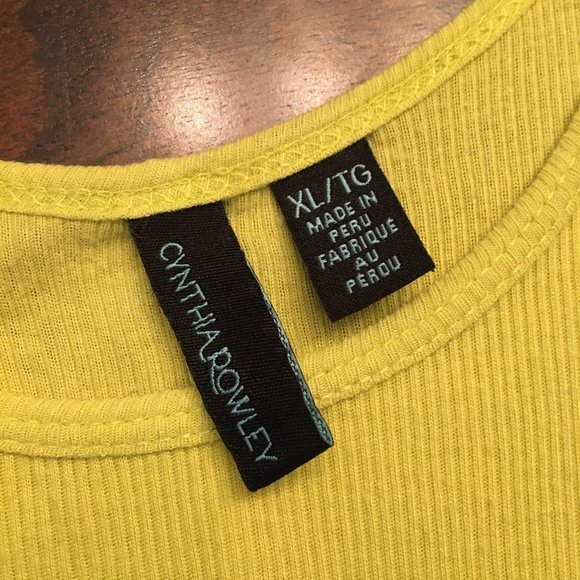 CYNTHIA ROWLEY
XL/TG
MADE IN
PERU
FABRIQUÉ
AU
PÉROU